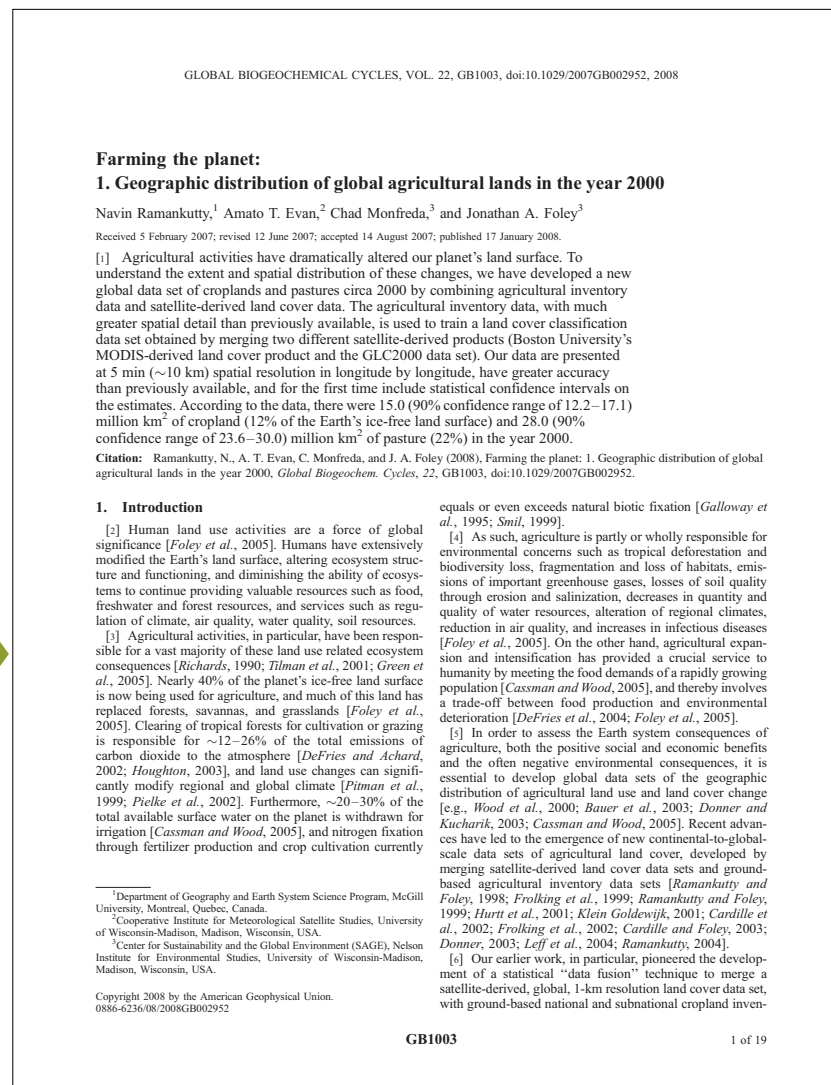 GLOBAL BIOGEOCHEMICAL CYCLES, VOL. 22, GB1003, doi:10.1029/2007GB002952, 2008
Farming the planet:
1. Geographic distribution of global agricultural lands in the year 2000
Navin Ramankutty,1 Amato T. Evan,2 Chad Monfreda,3 and Jonathan A. Foley3
Received 5 February 2007; revised 12 June 2007; accepted 14 August 2007; published 17 January 2008.
[1] Agricultural activities have dramatically altered our planet's land surface. To
understand the extent and spatial distribution of these changes, we have developed a new
global data set of croplands and pastures circa 2000 by combining agricultural inventory
data and satellite-derived land cover data. The agricultural inventory data, with much
greater spatial detail than previously available, is used to train a land cover classification
data set obtained by merging two different satellite-derived products (Boston University's
MODIS-derived land cover product and the GLC2000 data set). Our data are presented
at 5 min (∼10 km) spatial resolution in longitude by longitude, have greater accuracy
than previously available, and for the first time include statistical confidence intervals on
the estimates. According to the data, there were 15.0 (90% confidence range of 12.2–17.1)
million km2 of cropland (12% of the Earth's ice-free land surface) and 28.0 (90%
confidence range of 23.6–30.0) million km2 of pasture (22%) in the year 2000.
Citation: Ramankutty, N., A. T. Evan, C. Monfreda, and J. A. Foley (2008), Farming the planet: 1. Geographic distribution of global
agricultural lands in the year 2000, Global Biogeochem. Cycles, 22, GB1003, doi:10.1029/2007GB002952.
1. Introduction
[2] Human land use activities are a force of global
significance [Foley et al., 2005]. Humans have extensively
modified the Earth's land surface, altering ecosystem struc-
ture and functioning, and diminishing the ability of ecosys-
tems to continue providing valuable resources such as food,
freshwater and forest resources, and services such as regu-
lation of climate, air quality, water quality, soil resources.
[3] Agricultural activities, in particular, have been respon-
sible for a vast majority of these land use related ecosystem
consequences [Richards, 1990; Tilman et al., 2001; Green et
al., 2005]. Nearly 40% of the planet's ice-free land surface
is now being used for agriculture, and much of this land has
replaced forests, savannas, and grasslands [Foley et al.,
2005]. Clearing of tropical forests for cultivation or grazing
is responsible for ∼12–26% of the total emissions of
carbon dioxide to the atmosphere [DeFries and Achard,
2002; Houghton, 2003], and land use changes can signifi-
cantly modify regional and global climate [Pitman et al.,
1999; Pielke et al., 2002]. Furthermore, ∼20–30% of the
total available surface water on the planet is withdrawn for
irrigation [Cassman and Wood, 2005], and nitrogen fixation
through fertilizer production and crop cultivation currently
1Department of Geography and Earth System Science Program, McGill
University, Montreal, Quebec, Canada.
2Cooperative Institute for Meteorological Satellite Studies, University
of Wisconsin-Madison, Madison, Wisconsin, USA.
3Center for Sustainability and the Global Environment (SAGE), Nelson
Institute for Environmental Studies, University of Wisconsin-Madison,
Madison, Wisconsin, USA.
Copyright 2008 by the American Geophysical Union.
0886-6236/08/2008GB002952
equals or even exceeds natural biotic fixation [Galloway et
al., 1995; Smil, 1999].
[4] As such, agriculture is partly or wholly responsible for
environmental concerns such as tropical deforestation and
biodiversity loss, fragmentation and loss of habitats, emis-
sions of important greenhouse gases, losses of soil quality
through erosion and salinization, decreases in quantity and
quality of water resources, alteration of regional climates,
reduction in air quality, and increases in infectious diseases
[Foley et al., 2005]. On the other hand, agricultural expan-
sion and intensification has provided a crucial service to
humanity by meeting the food demands of a rapidly growing
population [Cassman and Wood, 2005], and thereby involves
a trade-off between food production and environmental
deterioration [DeFries et al., 2004; Foley et al., 2005].
[5] In order to assess the Earth system consequences of
agriculture, both the positive social and economic benefits
and the often negative environmental consequences, it is
essential to develop global data sets of the geographic
distribution of agricultural land use and land cover change
[e.g., Wood et al., 2000; Bauer et al., 2003; Donner and
Kucharik, 2003; Cassman and Wood, 2005]. Recent advan-
ces have led to the emergence of new continental-to-global-
scale data sets of agricultural land cover, developed by
merging satellite-derived land cover data sets and ground-
based agricultural inventory data sets [Ramankutty and
Foley, 1998; Frolking et al., 1999; Ramankutty and Foley,
1999; Hurtt et al., 2001; Klein Goldewijk, 2001; Cardille et
al., 2002; Frolking et al., 2002; Cardille and Foley, 2003;
Donner, 2003; Leff et al., 2004; Ramankutty, 2004].
[6] Our earlier work, in particular, pioneered the develop-
ment of a statistical ‘‘data fusion’’ technique to merge a
satellite-derived, global, 1-km resolution land cover data set,
with ground-based national and subnational cropland inven-
GB1003
1 of 19